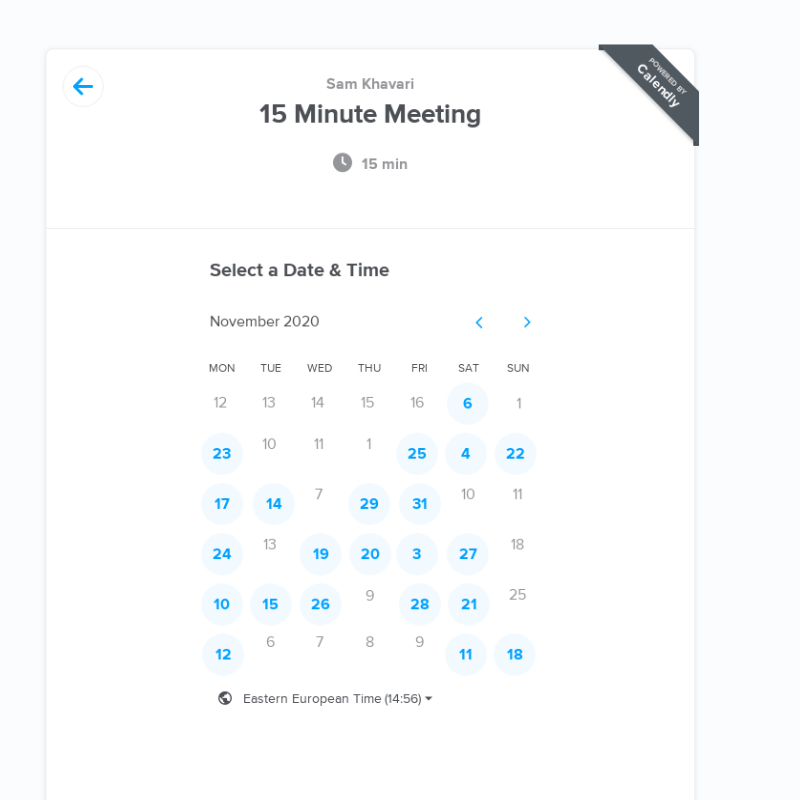 Sam Khavari
15 Minute Meeting
15 min
POWERED BY
Calendly
Select a Date & Time
November 2020
MON TUE WED THU FRI SAT SUN
12 13 14 15 16 6 1
23 10 11 1 25 4 22
17 14 7 29 31 10 11
24 13 19 20 3 27 18
10 15 26 9 28 21 25
12 6 7 8 9 11 18
Eastern European Time (14:56)